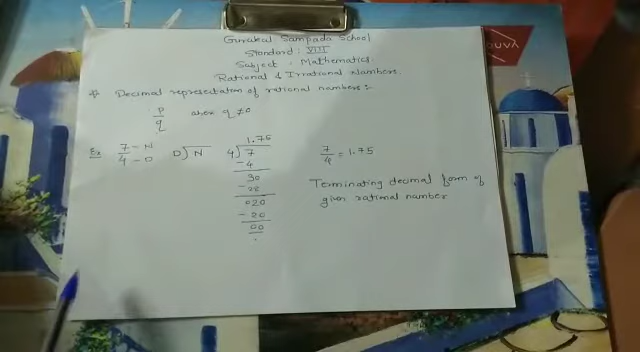 Gurukul Sampada School
Standard: VIII
Subject : Mathematics.
Rational & Irrational Numbers.
* Decimal representation of rational numbers:-
P/q when q ≠ 0
Ex 7 - N / 4 - D
D) N
1.75
4) 7
- 4
30
- 28
020
- 20
00
7/4 = 1.75
Terminating decimal form of
given rational number